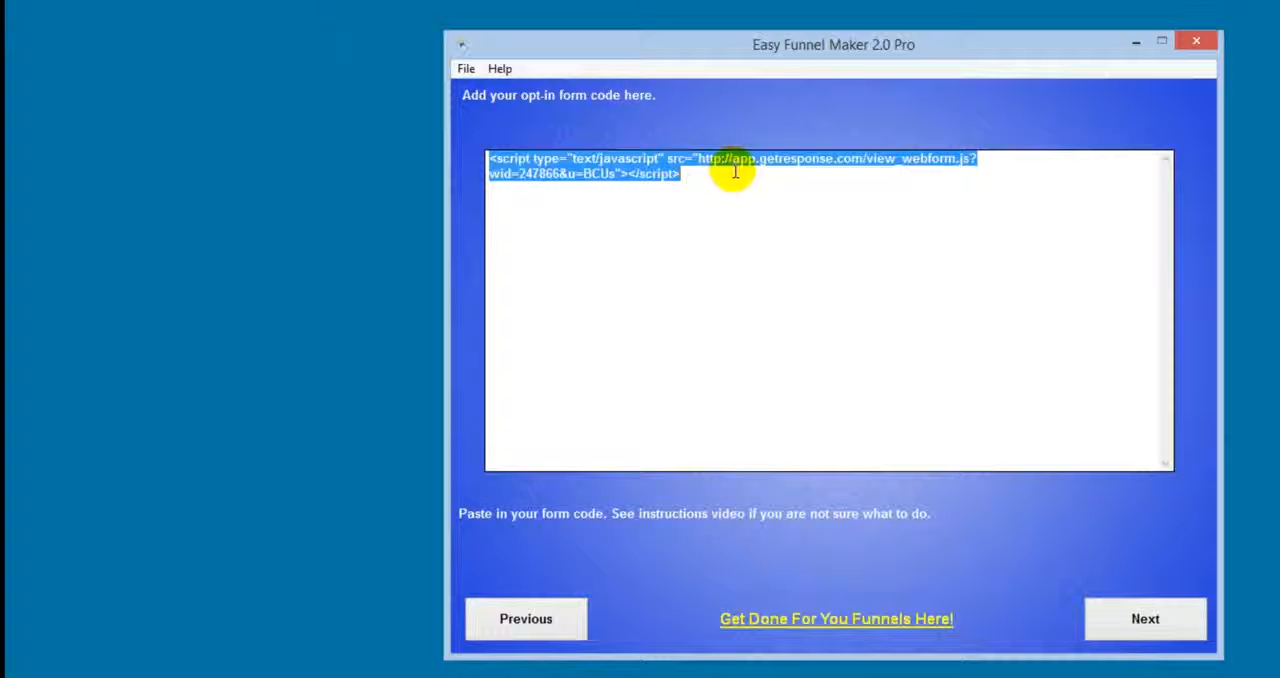 Easy Funnel Maker 2.0 Pro
File Help
Add your opt-in form code here.
<script type="text/javascript" src="http://app.getresponse.com/view_webform.js?
wid=247866&u=BCUs"></script>
Paste in your form code. See instructions video if you are not sure what to do.
Previous
Get Done For You Funnels Here!
Next